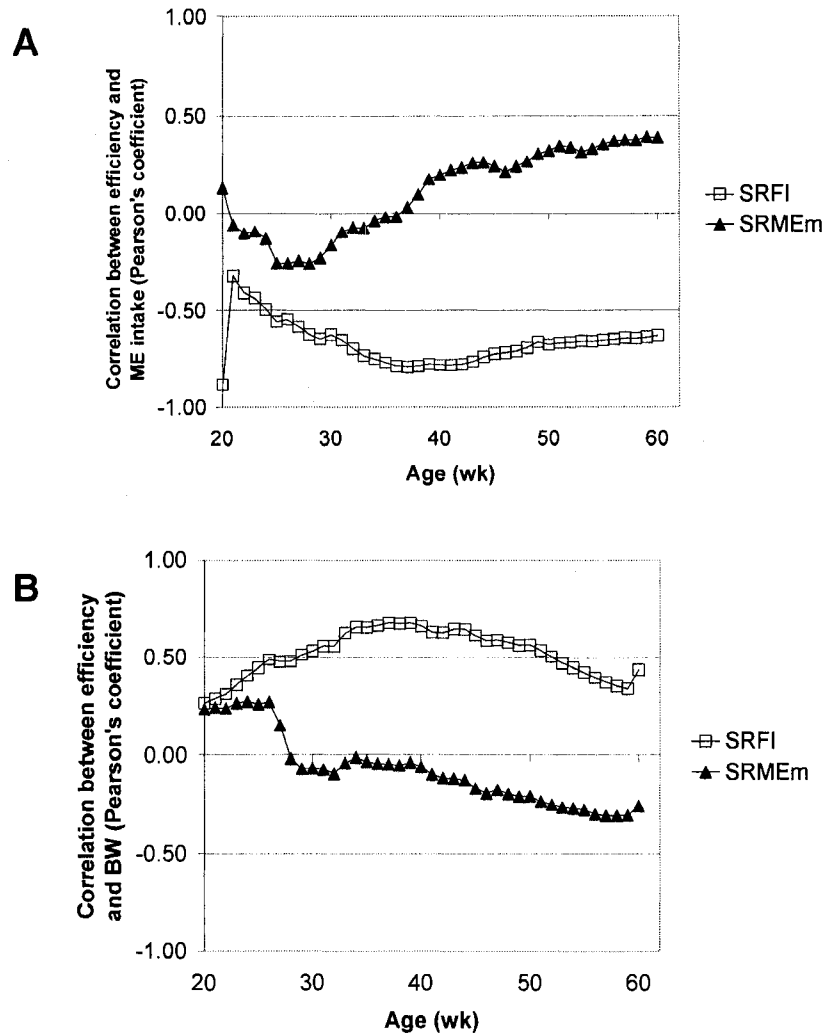 A
Correlation between efficiency and
ME intake (Pearson's coefficient)
1.00
0.50
0.00
-0.50
-1.00
20
30
40
50
60
Age (wk)
SRFI
SRMEm
B
Correlation between efficiency
and BW (Pearson's coefficient)
1.00
0.50
0.00
-0.50
-1.00
20
30
40
50
60
Age (wk)
SRFI
SRMEm